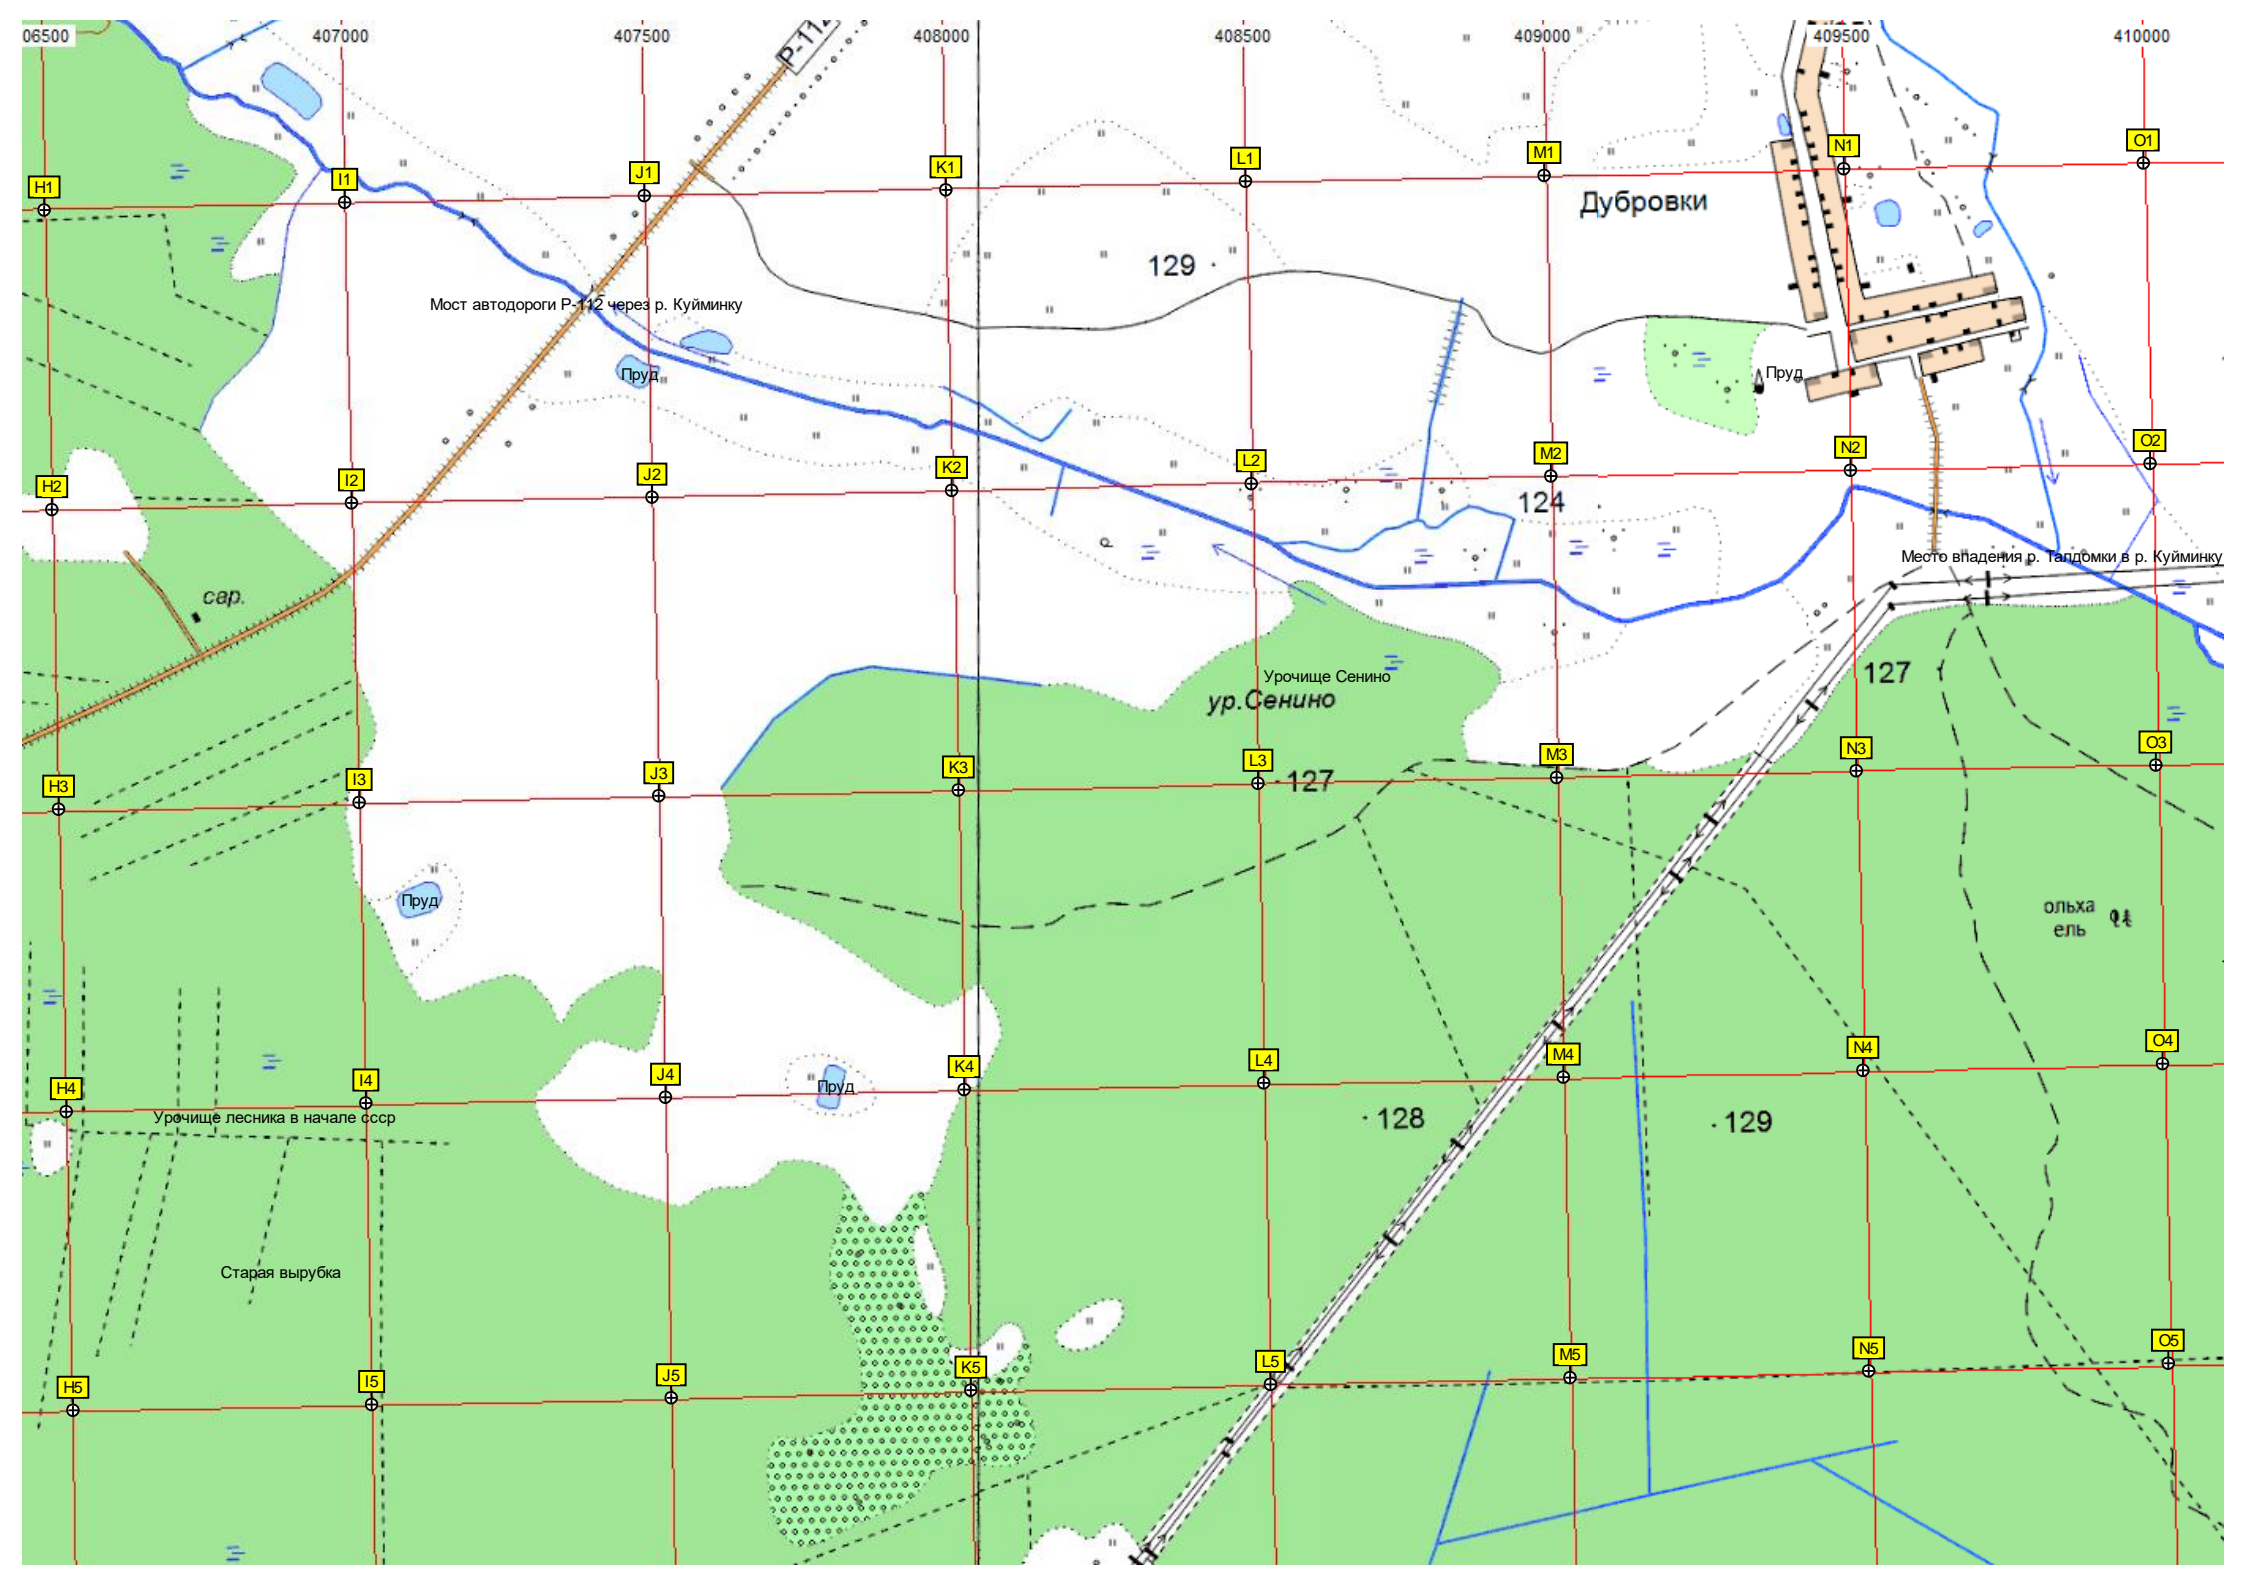 06500 407000 407500 408000 408500 409000 409500 410000
P-112
H1 I1 J1 K1 L1 M1 N1 O1
Дубровки
129
Мост автодороги Р-112 через р. Куйминку
Пруд
Пруд
H2 I2 J2 K2 L2 M2 N2 O2
124
Место впадения р. Талдомки в р. Куйминку
сар.
127
Урочище Сенино
ур.Сенино
H3 I3 J3 K3 L3 M3 N3 O3
127
Пруд
ольха
ель
H4 I4 J4 K4 L4 M4 N4 O4
Пруд
Урочище лесника в начале ссср
128
129
Старая вырубка
H5 I5 J5 K5 L5 M5 N5 O5